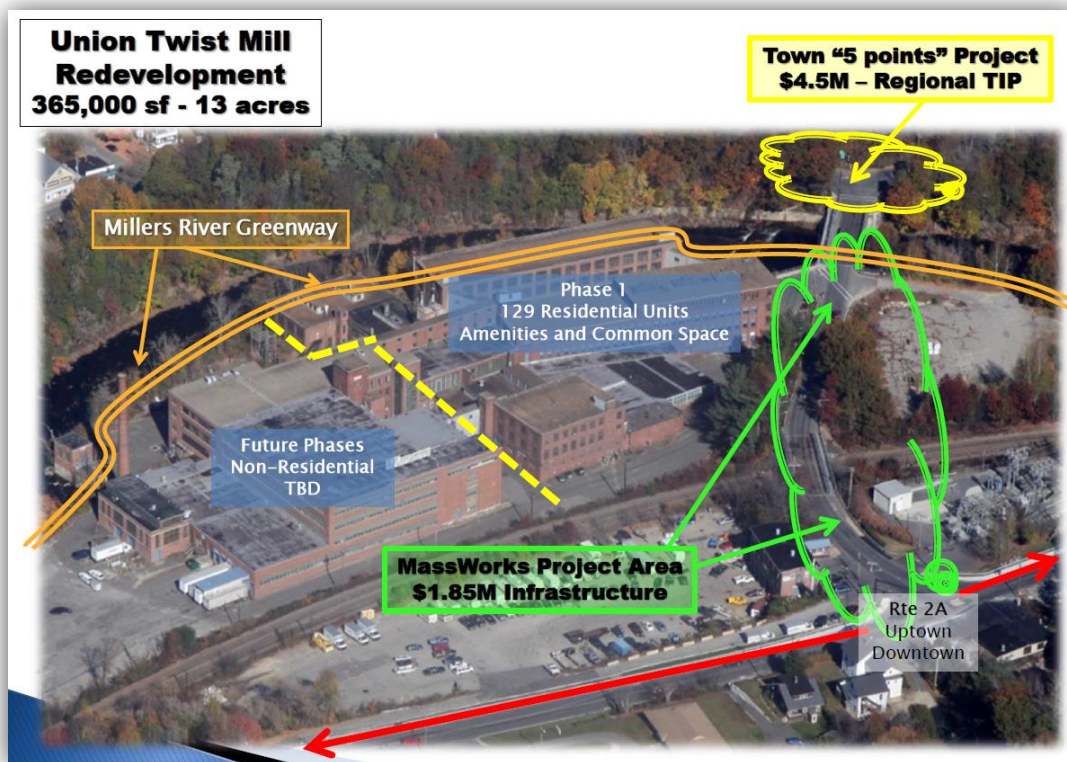 Union Twist Mill
Redevelopment
365,000 sf - 13 acres
Town “5 points” Project
$4.5M – Regional TIP
Millers River Greenway
Phase 1
129 Residential Units
Amenities and Common Space
Future Phases
Non-Residential
TBD
MassWorks Project Area
$1.85M Infrastructure
Rte 2A
Uptown
Downtown